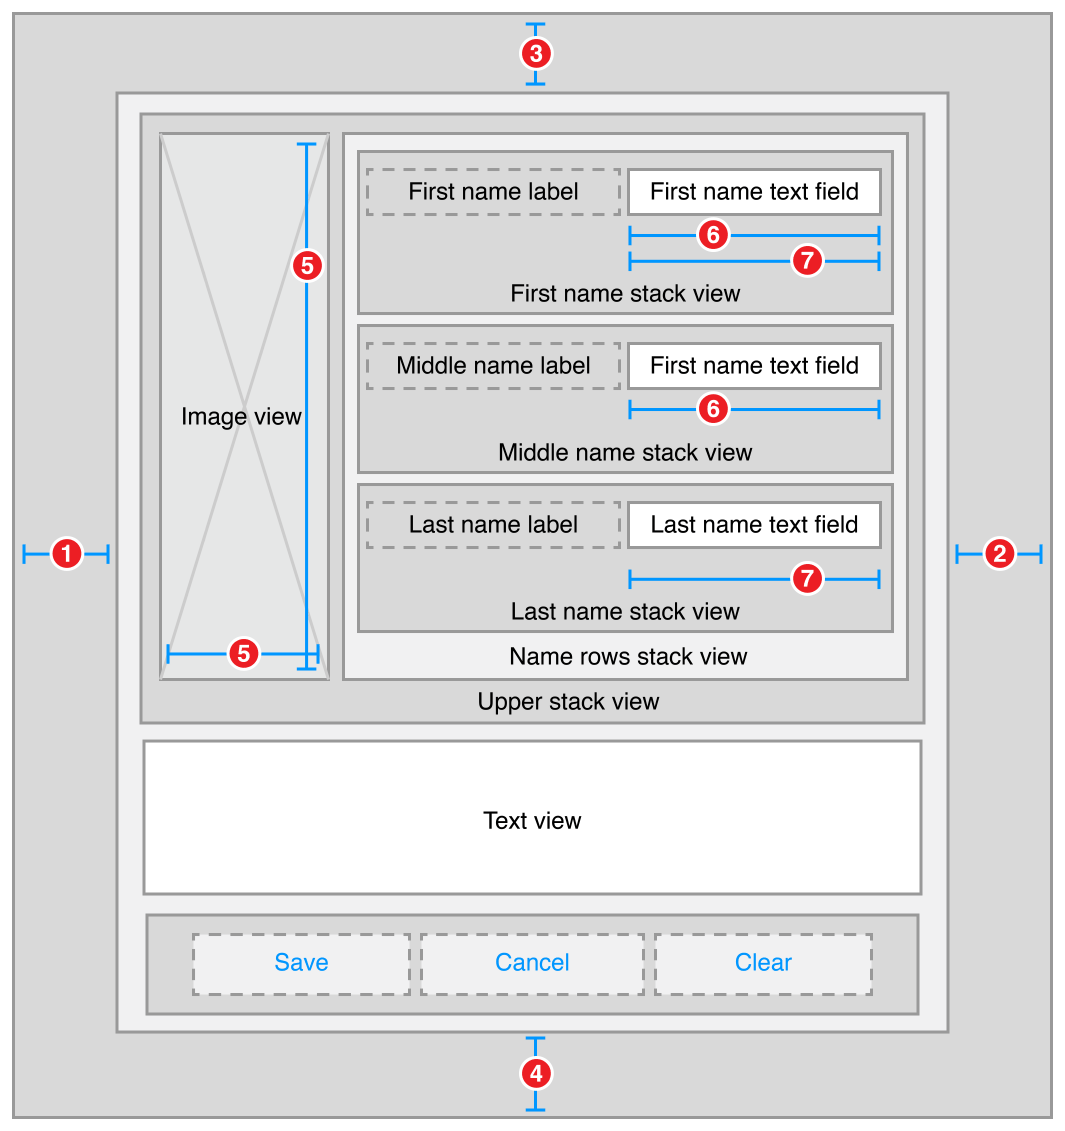 3
First name label
First name text field
6
5
7
First name stack view
Middle name label
First name text field
6
Image view
Middle name stack view
Last name label
Last name text field
1
2
7
Last name stack view
5
Name rows stack view
Upper stack view
Text view
Save
Cancel
Clear
4